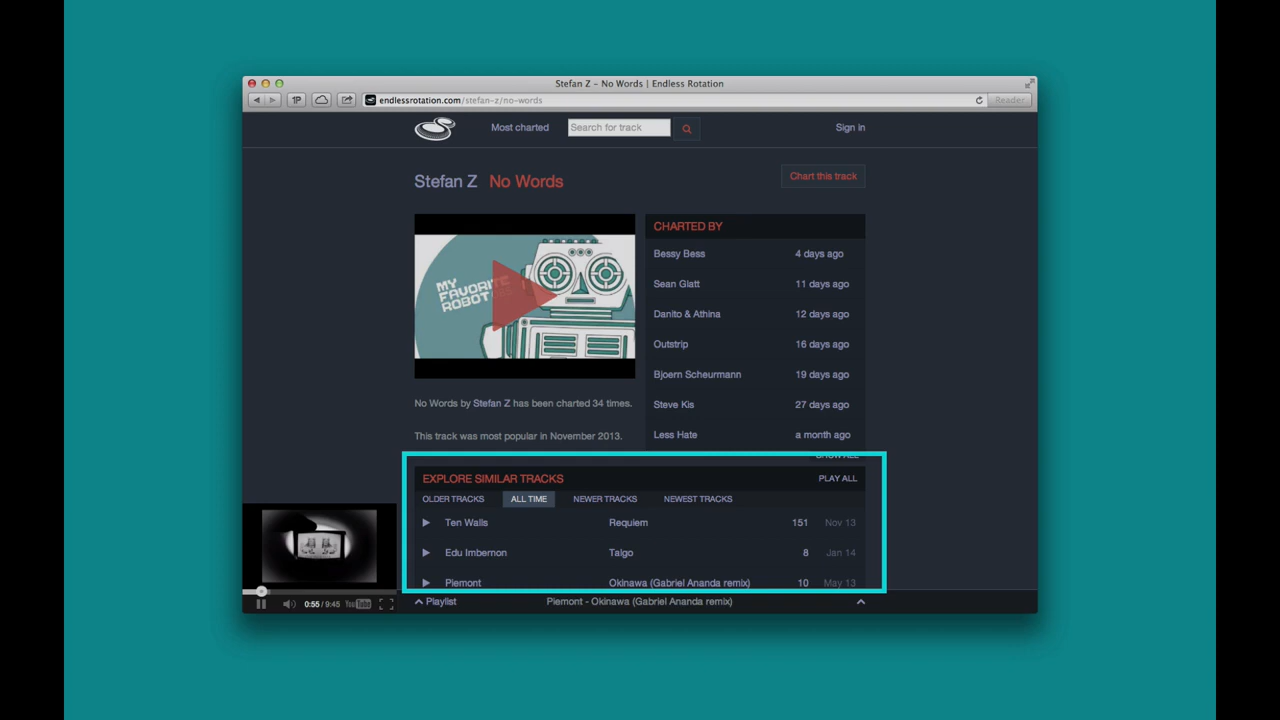 Stefan Z – No Words | Endless Rotation
1P
endlessrotation.com/stefan-z/no-words
Reader
Most charted
Search for track
Sign in
Stefan Z No Words
Chart this track
MY FAVORITE
CHARTED BY
Bessy Bess 4 days ago
Sean Glatt 11 days ago
Danito & Athina 12 days ago
Outstrip 16 days ago
Bjoern Scheurmann 19 days ago
Steve Kis 27 days ago
Less Hate a month ago
SHOW ALL
No Words by Stefan Z has been charted 34 times.
This track was most popular in November 2013.
EXPLORE SIMILAR TRACKS PLAY ALL
OLDER TRACKS ALL TIME NEWER TRACKS NEWEST TRACKS
Ten Walls Requiem 151 Nov 13
Edu Imbernon Talgo 8 Jan 14
Piemont Okinawa (Gabriel Ananda remix) 10 May 13
0:55 / 9:45 YouTube
Playlist Piemont - Okinawa (Gabriel Ananda remix)